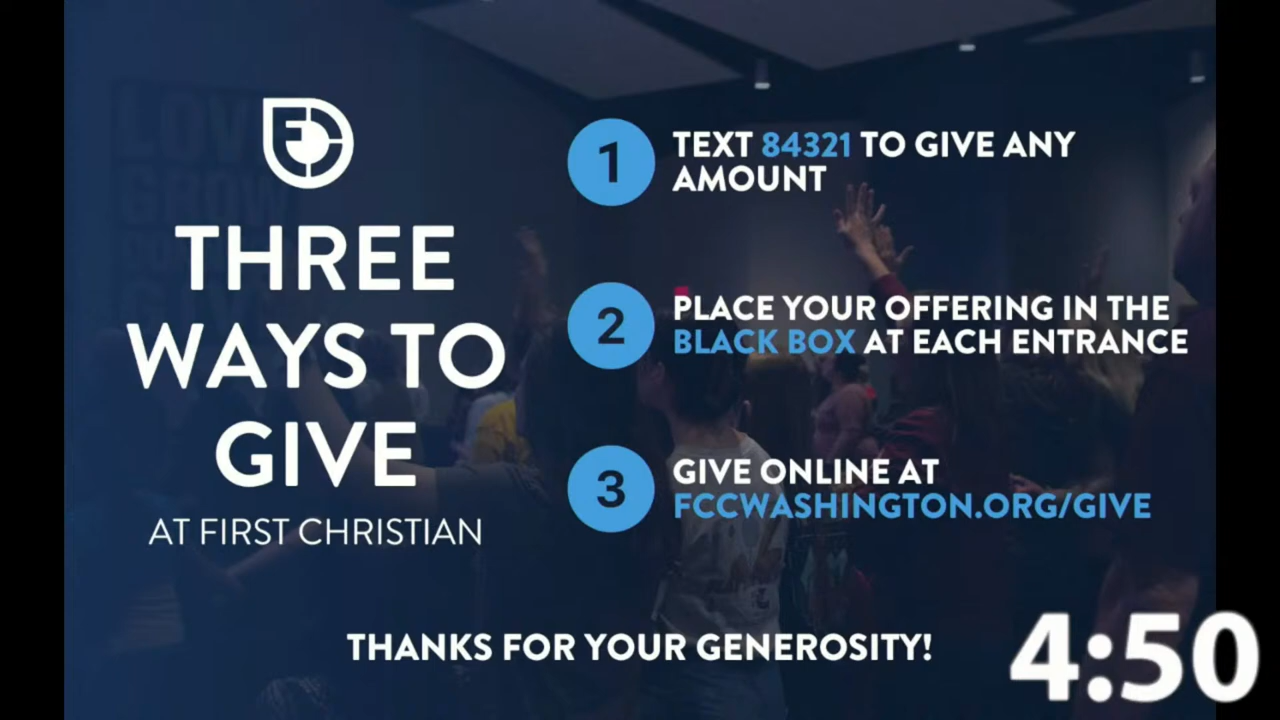 FC
THREE
WAYS TO
GIVE
AT FIRST CHRISTIAN
1
TEXT 84321 TO GIVE ANY
AMOUNT
2
PLACE YOUR OFFERING IN THE
BLACK BOX AT EACH ENTRANCE
3
GIVE ONLINE AT
FCCWASHINGTON.ORG/GIVE
THANKS FOR YOUR GENEROSITY!
4:50